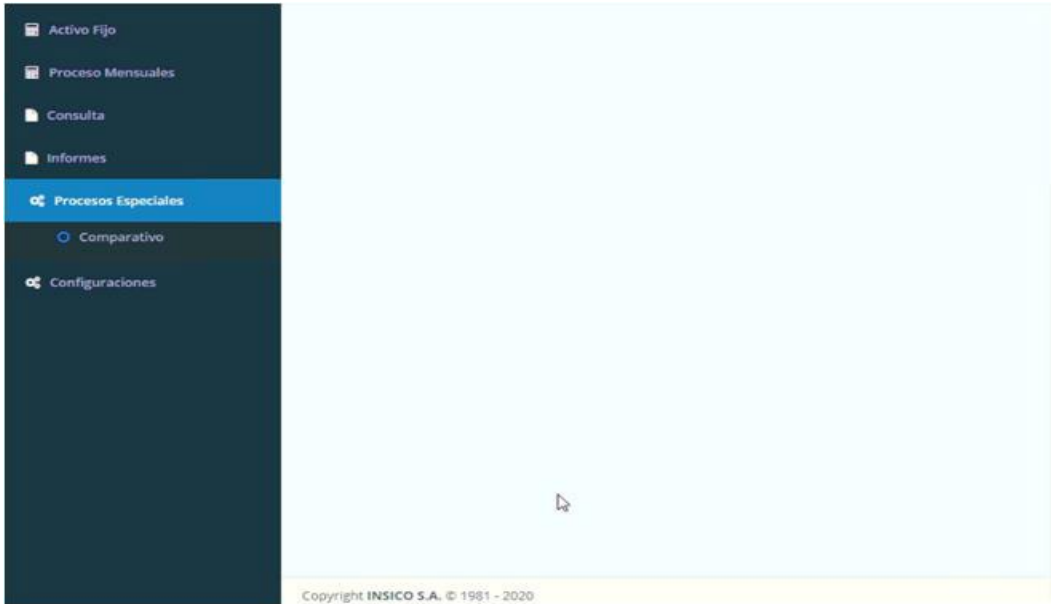 Activo Fijo
Proceso Mensuales
Consulta
Informes
Procesos Especiales
Comparativo
Configuraciones
Copyright INSICO S.A. © 1981 - 2020